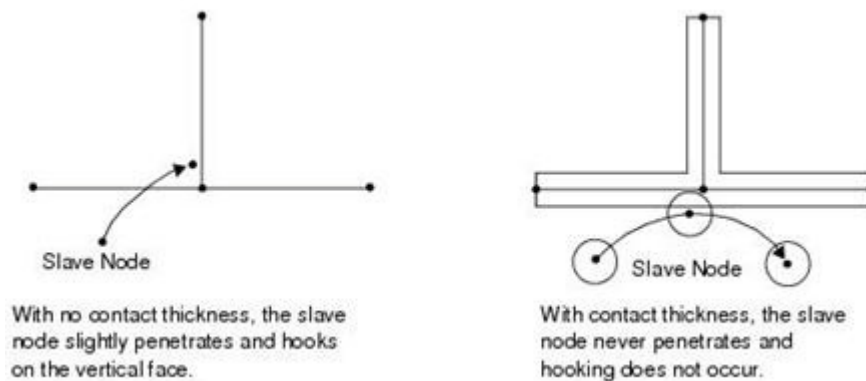 Slave Node
With no contact thickness, the slave
node slightly penetrates and hooks
on the vertical face.
Slave Node
With contact thickness, the slave
node never penetrates and
hooking does not occur.